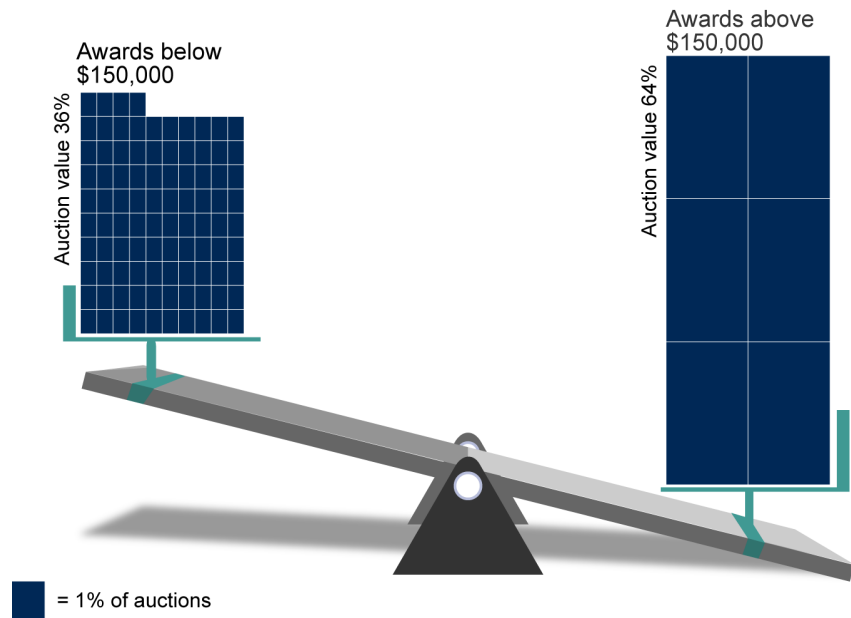 Awards below
$150,000
Auction value 36%
Awards above
$150,000
Auction value 64%
= 1% of auctions